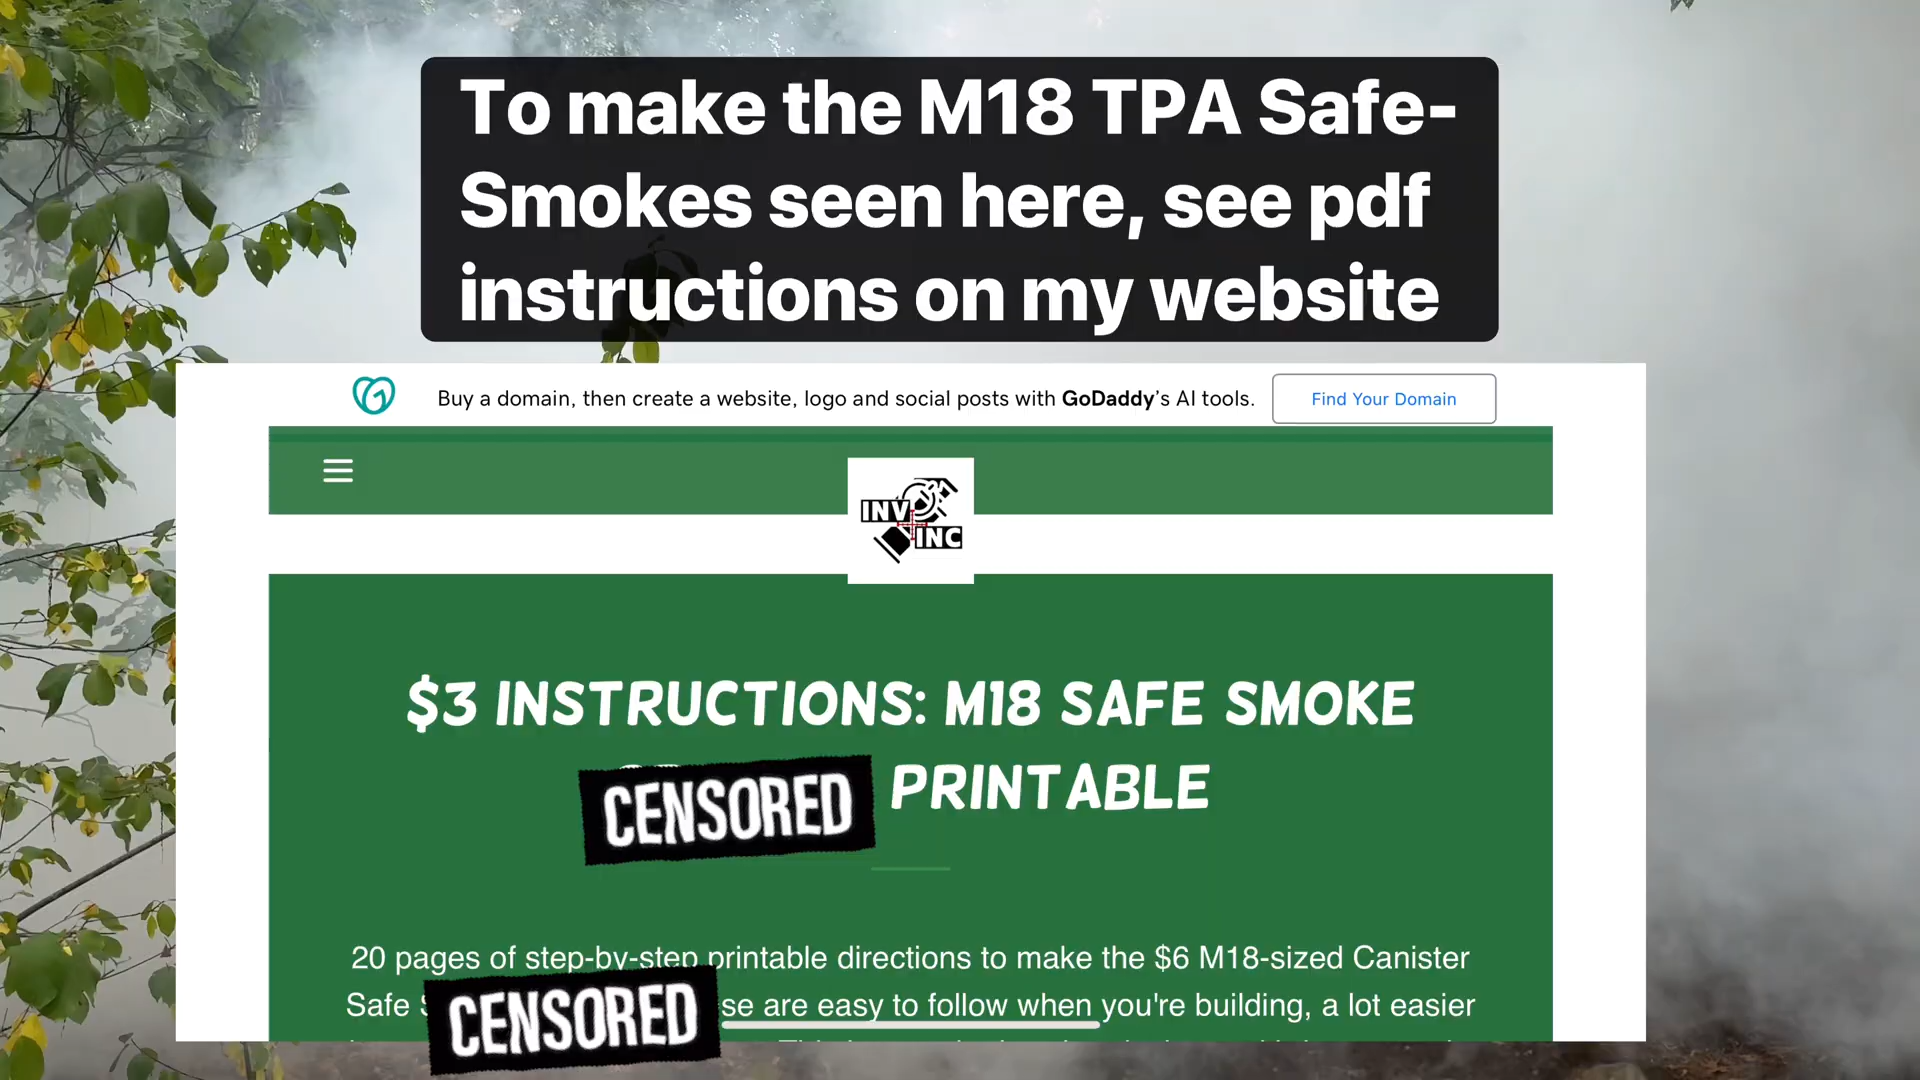 To make the M18 TPA Safe-
Smokes seen here, see pdf
instructions on my website
Buy a domain, then create a website, logo and social posts with GoDaddy's AI tools.
Find Your Domain
INV
INC
$3 INSTRUCTIONS: M18 SAFE SMOKE
CENSORED PRINTABLE
20 pages of step-by-step printable directions to make the $6 M18-sized Canister
Safe
CENSORED
are easy to follow when you're building, a lot easier